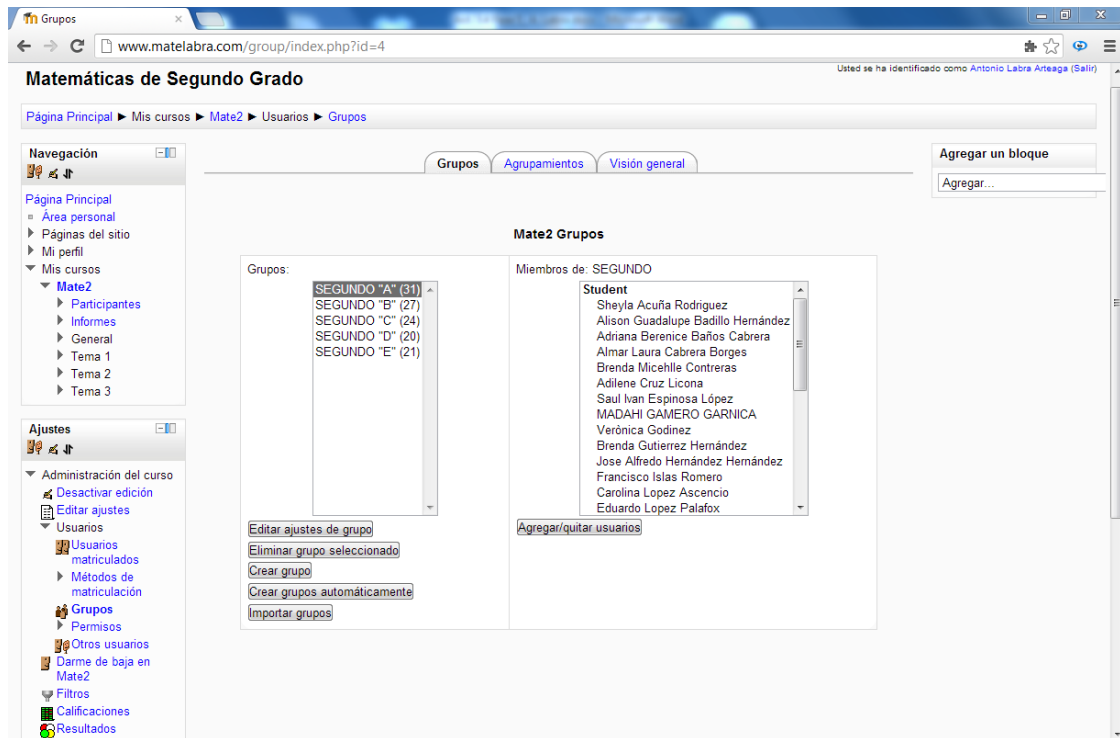 Grupos
www.matelabra.com/group/index.php?id=4
Matemáticas de Segundo Grado
Usted se ha identificado como Antonio Labra Arteaga (Salir)
Página Principal ► Mis cursos ► Mate2 ► Usuarios ► Grupos
Navegación
Página Principal
Área personal
Páginas del sitio
Mi perfil
Mis cursos
Mate2
Participantes
Informes
General
Tema 1
Tema 2
Tema 3
Ajustes
Administración del curso
Desactivar edición
Editar ajustes
Usuarios
Usuarios
matriculados
Métodos de
matriculación
Grupos
Permisos
Otros usuarios
Darme de baja en
Mate2
Filtros
Calificaciones
Resultados
Grupos
Agrupamientos
Visión general
Mate2 Grupos
Grupos:
SEGUNDO "A" (31)
SEGUNDO "B" (27)
SEGUNDO "C" (24)
SEGUNDO "D" (20)
SEGUNDO "E" (21)
Editar ajustes de grupo
Eliminar grupo seleccionado
Crear grupo
Crear grupos automáticamente
Importar grupos
Miembros de: SEGUNDO
Student
Sheyla Acuña Rodriguez
Alison Guadalupe Badillo Hernández
Adriana Berenice Baños Cabrera
Almar Laura Cabrera Borges
Brenda Micehlle Contreras
Adilene Cruz Licona
Saul Ivan Espinosa López
MADAHI GAMERO GARNICA
Verònica Godinez
Brenda Gutierrez Hernández
Jose Alfredo Hernández Hernández
Francisco Islas Romero
Carolina Lopez Ascencio
Eduardo Lopez Palafox
Agregar/quitar usuarios
Agregar un bloque
Agregar...